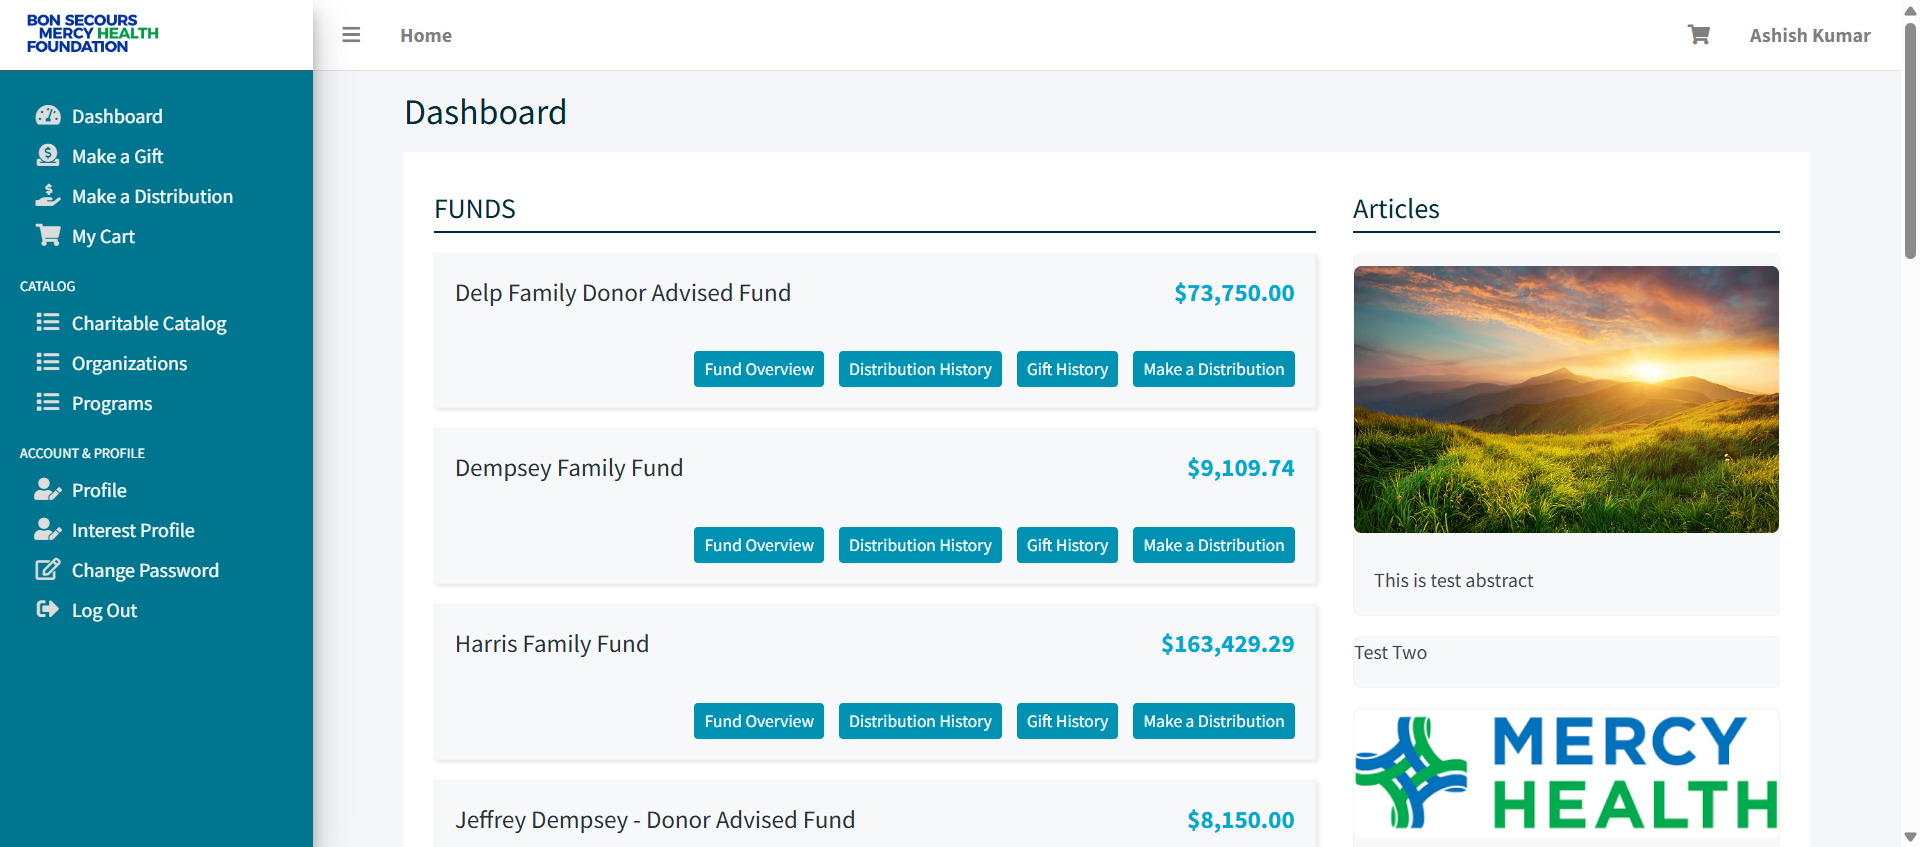 BON SECOURS
MERCY HEALTH
FOUNDATION
Home
Ashish Kumar
Dashboard
Make a Gift
Make a Distribution
My Cart
CATALOG
Charitable Catalog
Organizations
Programs
ACCOUNT & PROFILE
Profile
Interest Profile
Change Password
Log Out
Dashboard
FUNDS
Delp Family Donor Advised Fund $73,750.00
Fund Overview Distribution History Gift History Make a Distribution
Dempsey Family Fund $9,109.74
Fund Overview Distribution History Gift History Make a Distribution
Harris Family Fund $163,429.29
Fund Overview Distribution History Gift History Make a Distribution
Jeffrey Dempsey - Donor Advised Fund $8,150.00
Articles
This is test abstract
Test Two
MERCY
HEALTH